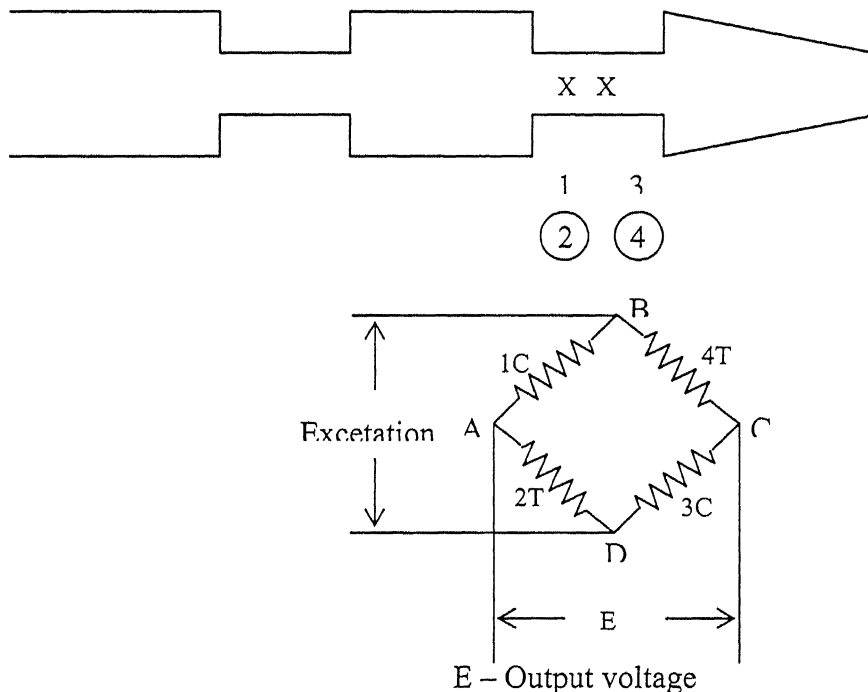 X X
1 3
2 4
B
1C 4T
Excetation A C
2T 3C
D
E
E – Output voltage